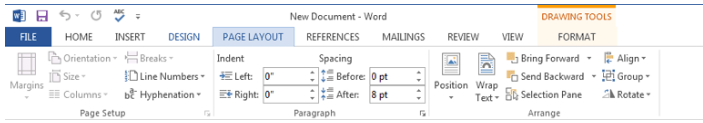 ABC
New Document - Word
DRAWING TOOLS
FILE HOME INSERT DESIGN PAGE LAYOUT REFERENCES MAILINGS REVIEW VIEW FORMAT
Margins
Orientation
Size
Columns
Breaks
Line Numbers
Hyphenation
Page Setup
Indent
Left: 0"
Right: 0"
Spacing
Before: 0 pt
After: 8 pt
Paragraph
Position
Wrap
Text
Bring Forward
Send Backward
Selection Pane
Align
Group
Rotate
Arrange